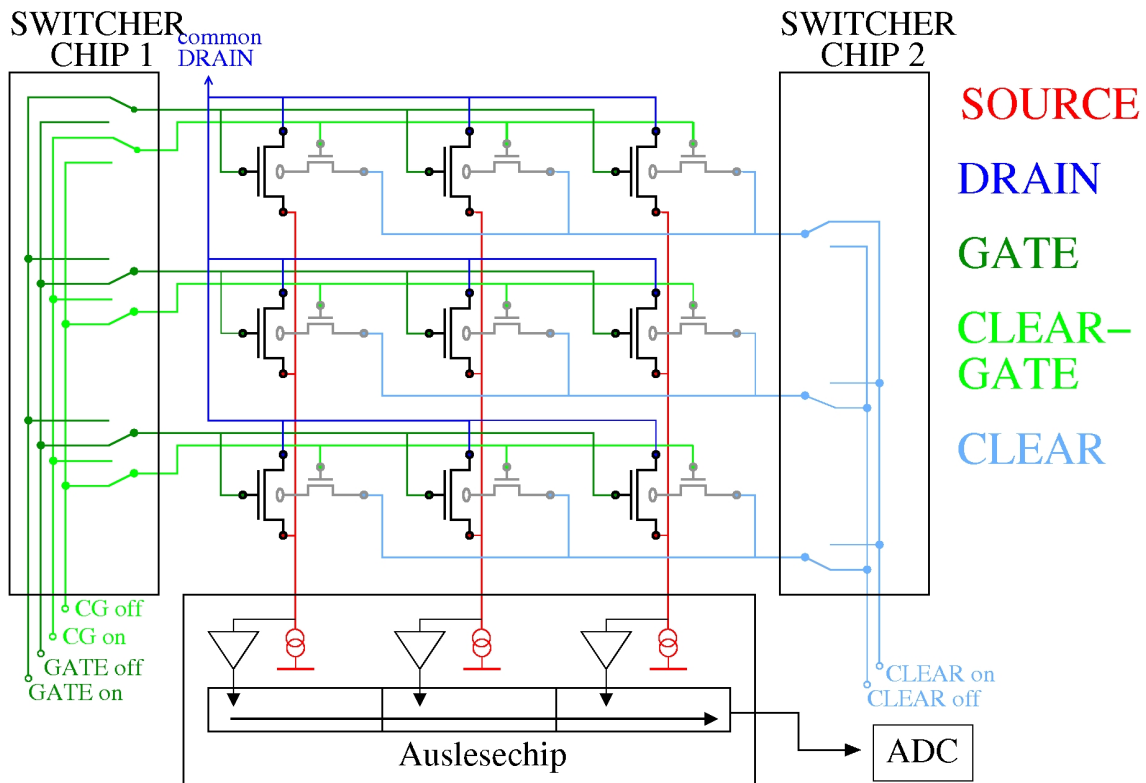 SWITCHER
CHIP 1
common
DRAIN
SWITCHER
CHIP 2
SOURCE
DRAIN
GATE
CLEAR–
GATE
CLEAR
CG off
CG on
GATE off
GATE on
CLEAR on
CLEAR off
Auslesechip
ADC